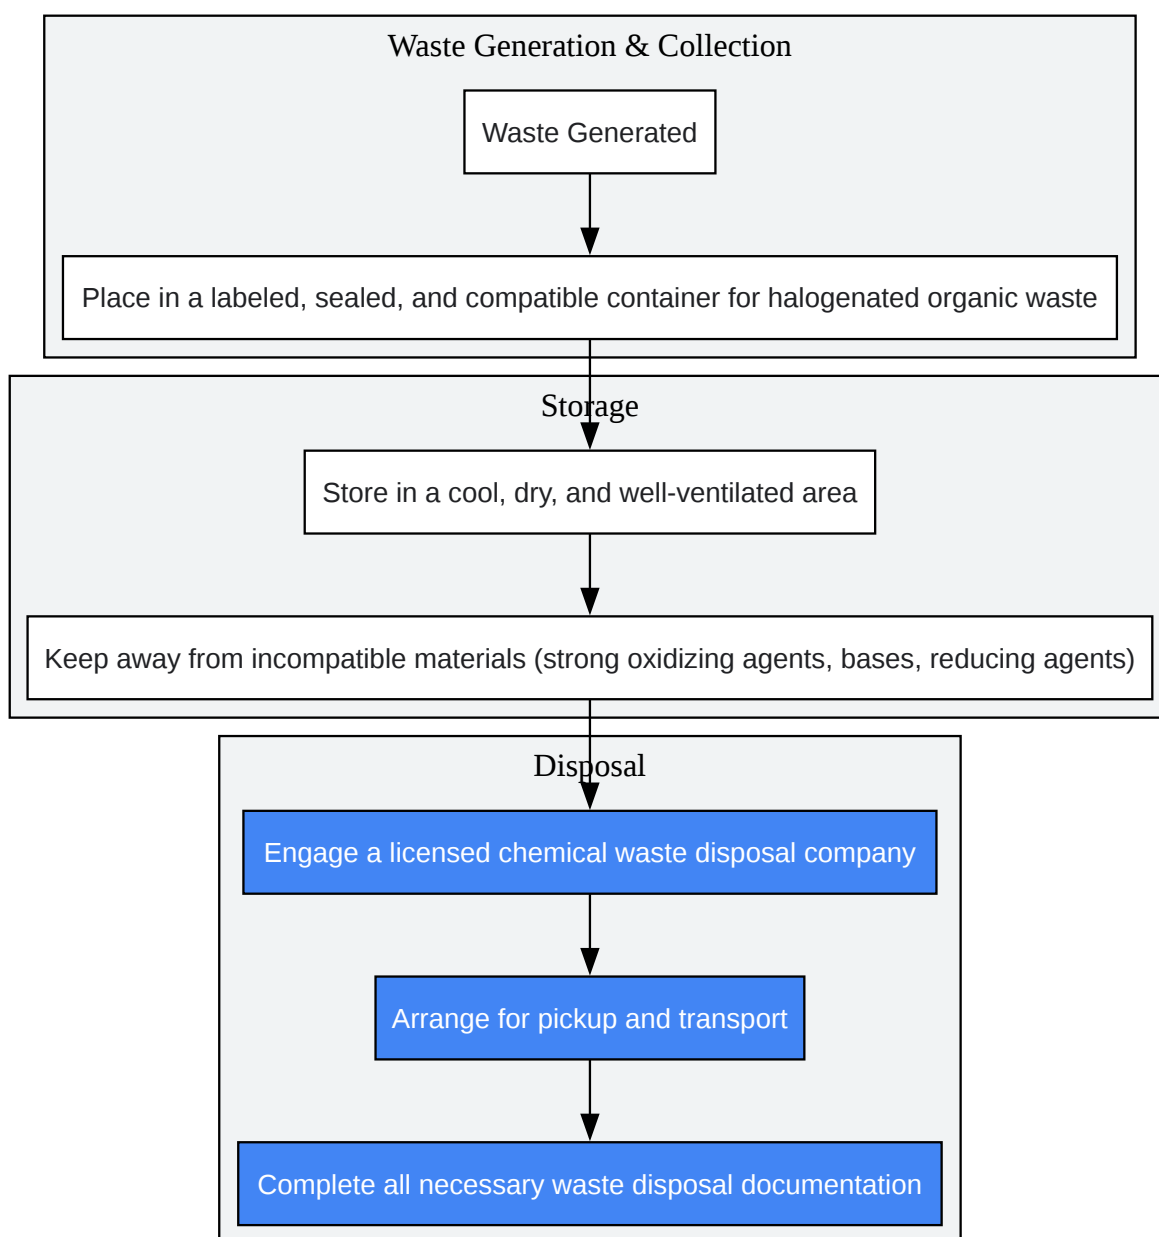 Waste Generation & Collection
Waste Generated
Place in a labeled, sealed, and compatible container for halogenated organic waste
Storage
Store in a cool, dry, and well-ventilated area
Keep away from incompatible materials (strong oxidizing agents, bases, reducing agents)
Disposal
Engage a licensed chemical waste disposal company
Arrange for pickup and transport
Complete all necessary waste disposal documentation